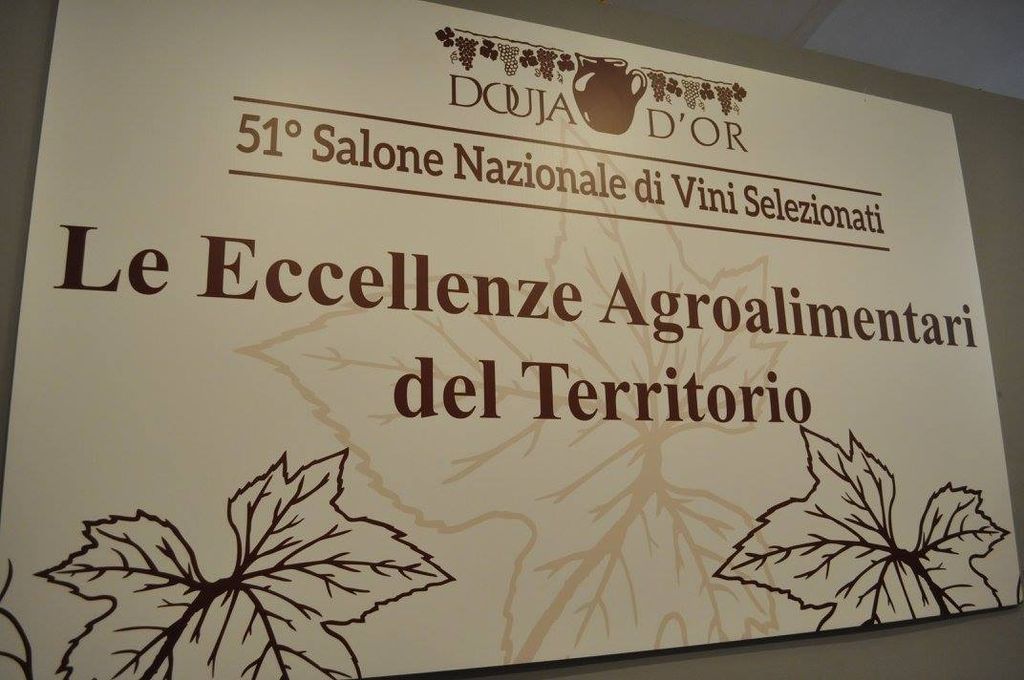 DOUJA D'OR
51° Salone Nazionale di Vini Selezionati
Le Eccellenze Agroalimentari
del Territorio